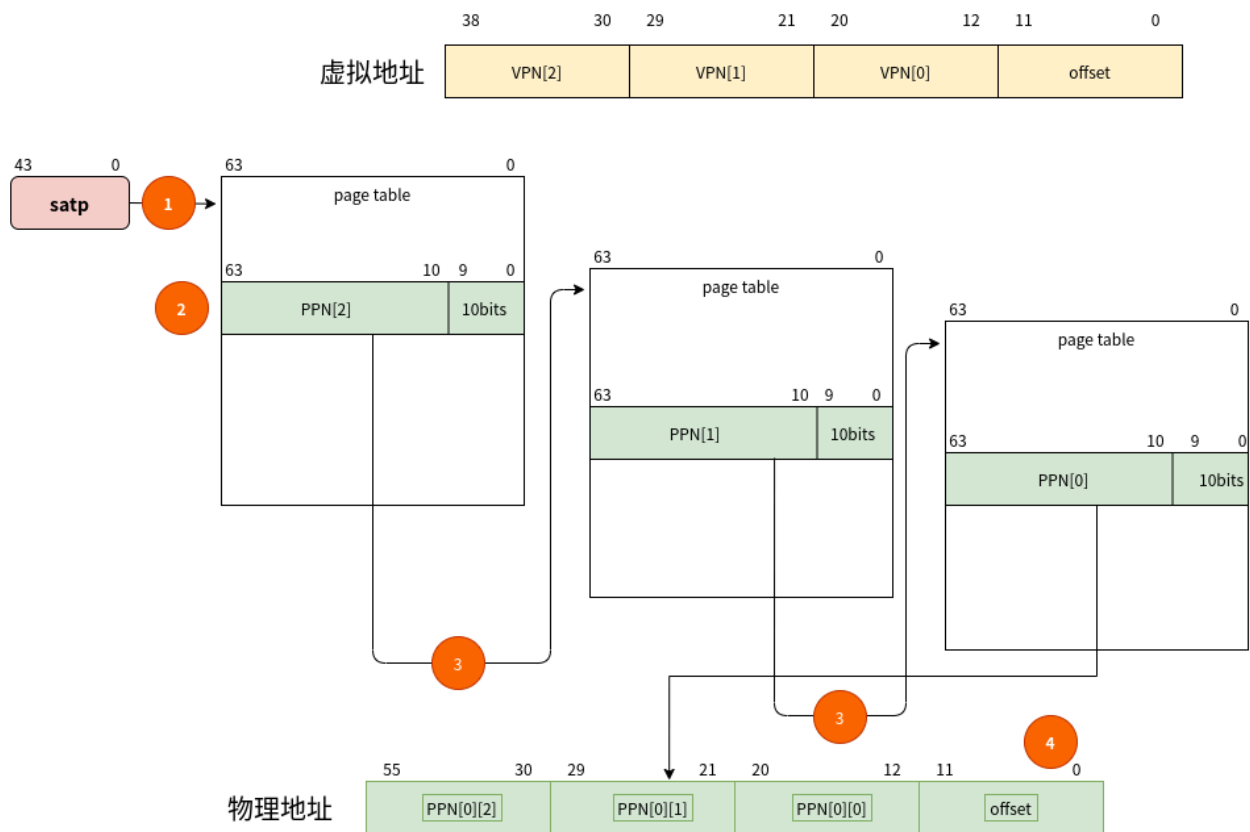 38 30 29 21 20 12 11 0
虚拟地址 VPN[2] VPN[1] VPN[0] offset
43 0 63 0
satp 1 page table
63 0
63 10 9 0 page table
2 PPN[2] 10bits
63 0
page table
63 10 9 0
PPN[1] 10bits
63 10 9 0
PPN[0] 10bits
3
3
4
55 30 29 21 20 12 11 0
物理地址 PPN[0][2] PPN[0][1] PPN[0][0] offset